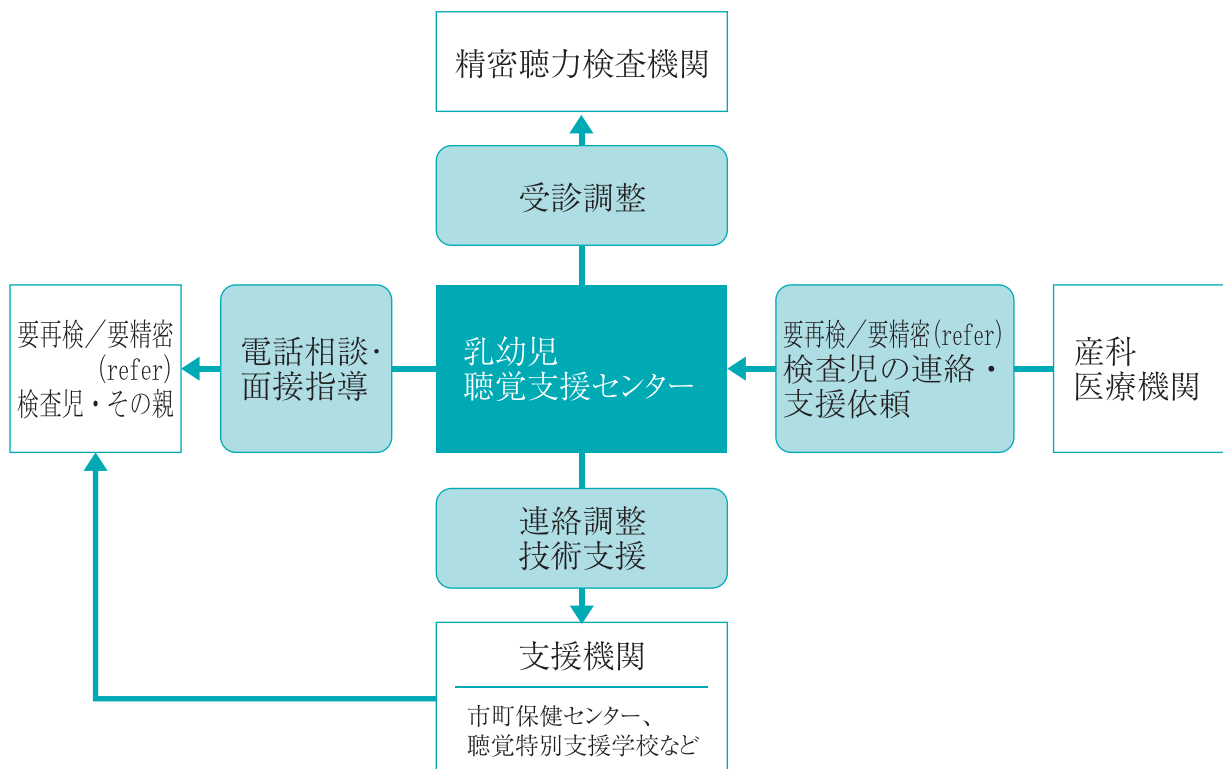 精密聴力検査機関
受診調整
要再検／要精密
(refer)
検査児・その親
電話相談・
面接指導
乳幼児
聴覚支援センター
要再検／要精密(refer)
検査児の連絡・
支援依頼
産科
医療機関
連絡調整
技術支援
支援機関
市町保健センター、
聴覚特別支援学校など